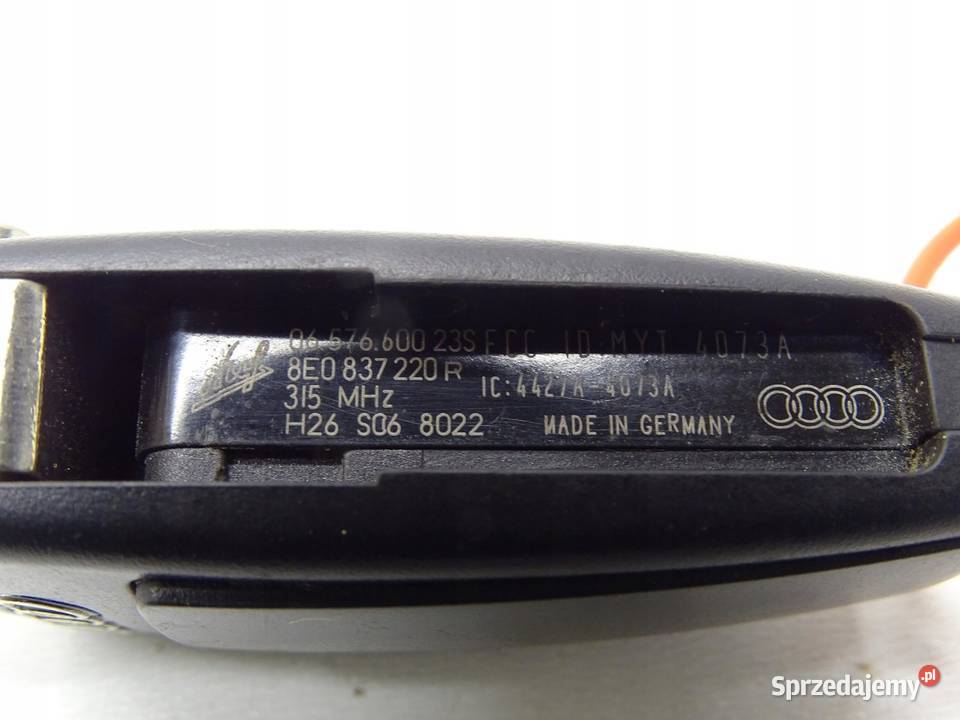 06.576.600 23S FCC ID:MYT 4073A
8E0 837 220 R
315 MHz IC:4427A-4073A
H26 S06 8022 MADE IN GERMANY
Sprzedajemy.pl